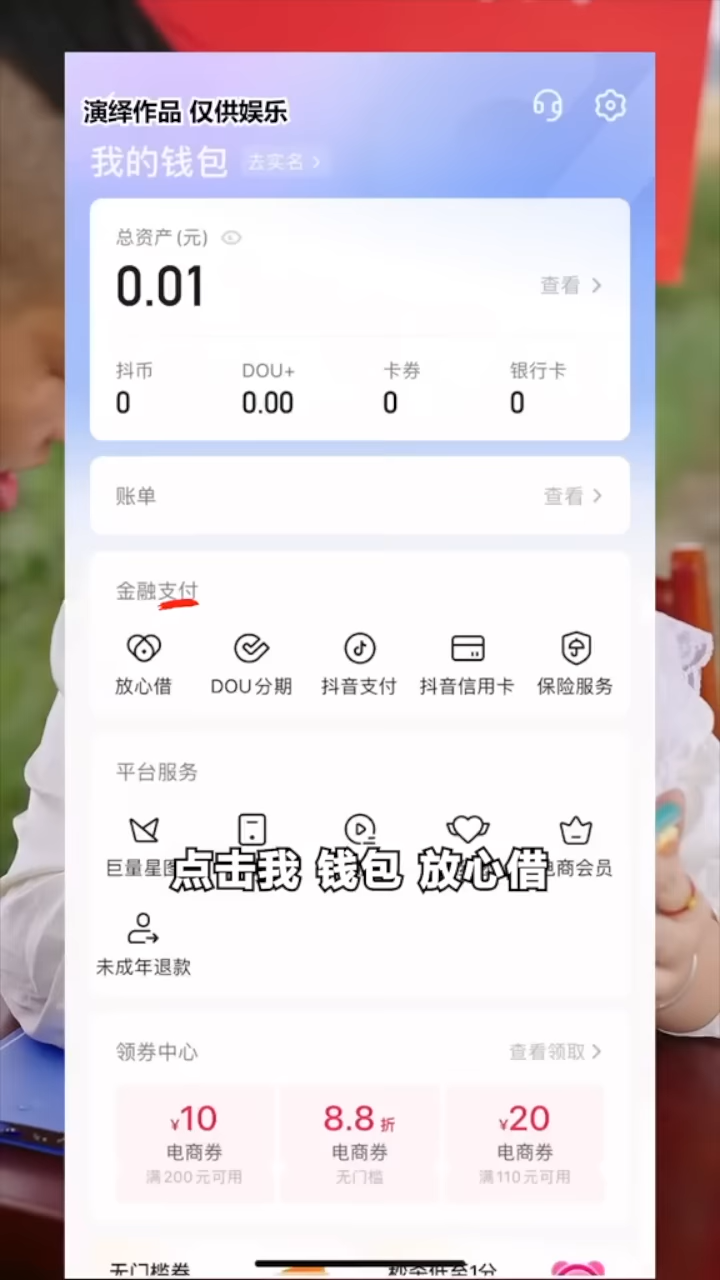 演绎作品 仅供娱乐
我的钱包 去实名 >
总资产(元)
0.01
查看 >
抖币 DOU+ 卡券 银行卡
0 0.00 0 0
账单 查看 >
金融支付
放心借 DOU分期 抖音支付 抖音信用卡 保险服务
平台服务
巨量星图 电商会员
点击我 钱包 放心借
未成年退款
领券中心 查看领取 >
¥10 8.8折 ¥20
电商券 电商券 电商券
满200元可用 无门槛 满110元可用
无门槛券